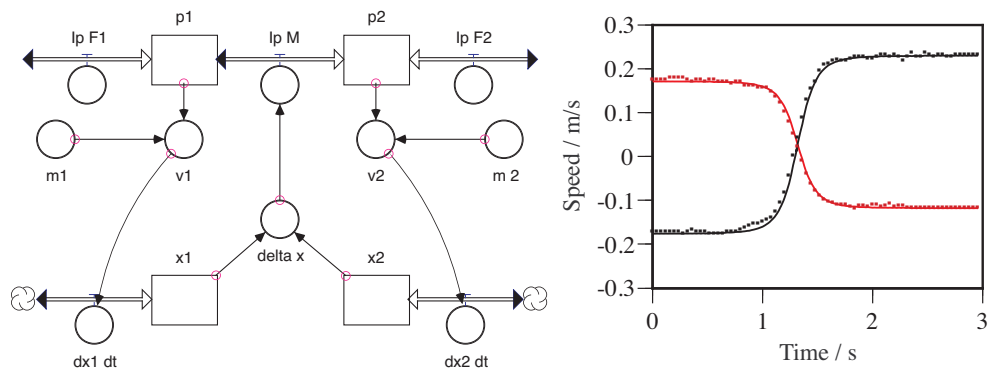 p1
p2
Ip F1
Ip M
Ip F2
m1
v1
v2
m 2
delta x
x1
x2
dx1 dt
dx2 dt
0.3
0.2
0.1
0
-0.1
-0.2
-0.3
Speed / m/s
0
1
2
3
Time / s